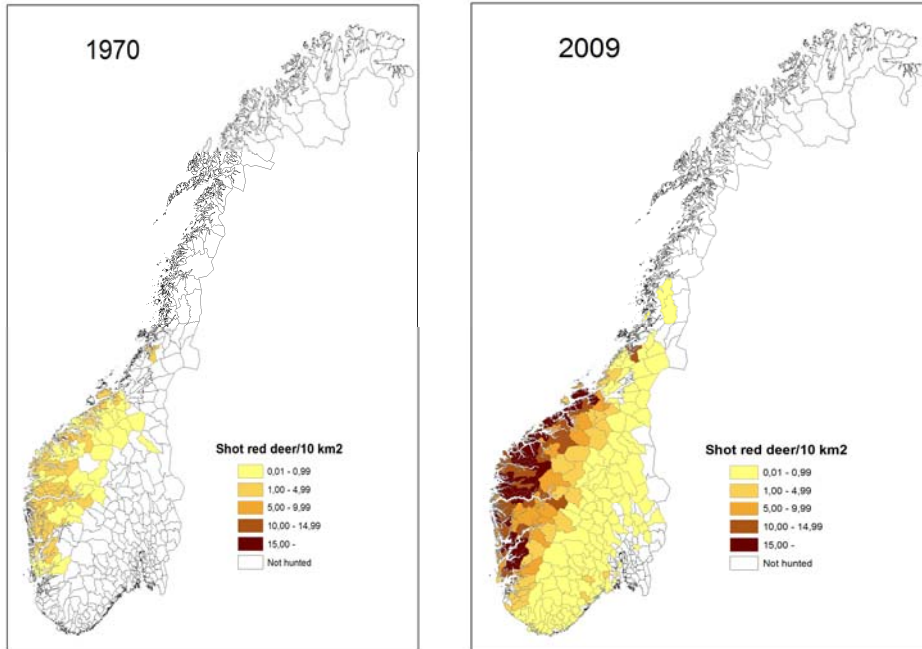 1970
Shot red deer/10 km2
0,01 - 0,99
1,00 - 4,99
5,00 - 9,99
10,00 - 14,99
15,00 -
Not hunted
2009
Shot red deer/10 km2
0,01 - 0,99
1,00 - 4,99
5,00 - 9,99
10,00 - 14,99
15,00 -
Not hunted